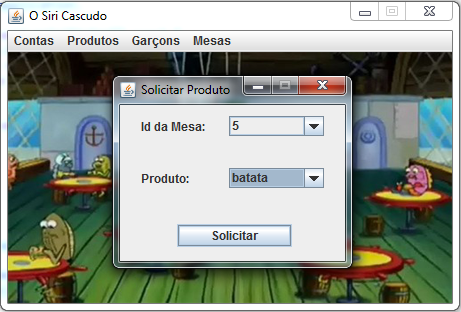 O Siri Cascudo
Contas Produtos Garçons Mesas
Solicitar Produto
Id da Mesa: 5
Produto: batata
Solicitar